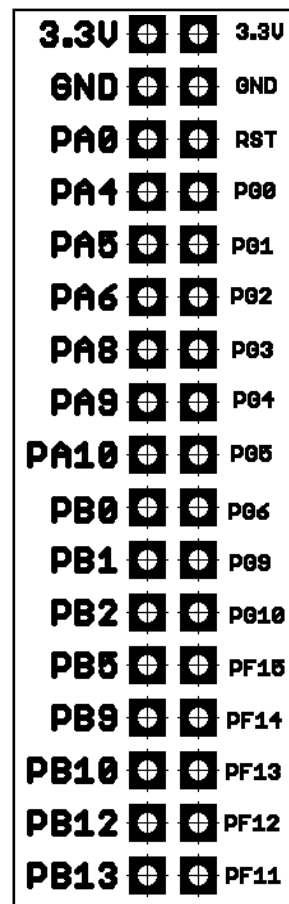 3.3V 3.3V
GND GND
PA0 RST
PA4 PG0
PA5 PG1
PA6 PG2
PA8 PG3
PA9 PG4
PA10 PG5
PB0 PG6
PB1 PG9
PB2 PG10
PB5 PF15
PB9 PF14
PB10 PF13
PB12 PF12
PB13 PF11